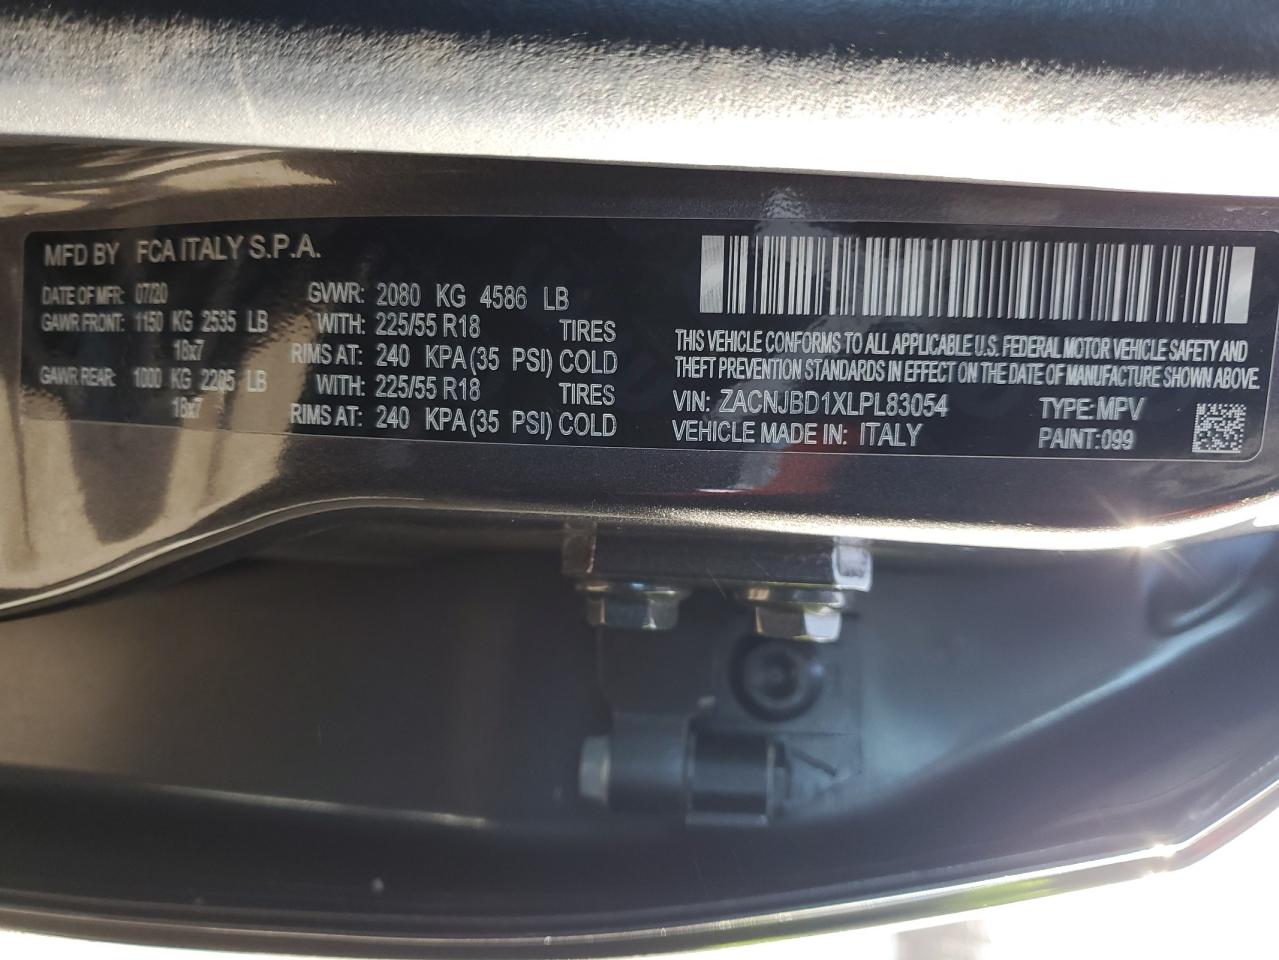 MFD BY FCA ITALY S.P.A.
DATE OF MFR: 07/20 GVWR: 2080 KG 4586 LB
GAWR FRONT: 1150 KG 2535 LB WITH: 225/55 R18 TIRES
18x7 RIMS AT: 240 KPA (35 PSI) COLD
GAWR REAR: 1000 KG 2205 LB WITH: 225/55 R18 TIRES
18x7 RIMS AT: 240 KPA (35 PSI) COLD
THIS VEHICLE CONFORMS TO ALL APPLICABLE U.S. FEDERAL MOTOR VEHICLE SAFETY AND
THEFT PREVENTION STANDARDS IN EFFECT ON THE DATE OF MANUFACTURE SHOWN ABOVE.
VIN: ZACNJBD1XLPL83054 TYPE: MPV
VEHICLE MADE IN: ITALY PAINT: 099